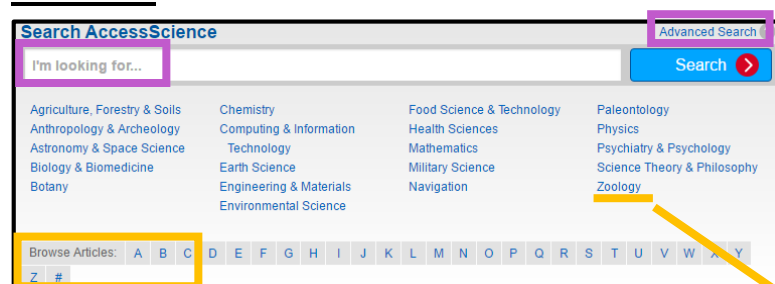 Search AccessScience
Advanced Search
I'm looking for...
Search
Agriculture, Forestry & Soils
Anthropology & Archeology
Astronomy & Space Science
Biology & Biomedicine
Botany
Chemistry
Computing & Information
Technology
Earth Science
Engineering & Materials
Environmental Science
Food Science & Technology
Health Sciences
Mathematics
Military Science
Navigation
Paleontology
Physics
Psychiatry & Psychology
Science Theory & Philosophy
Zoology
Browse Articles: A B C D E F G H I J K L M N O P Q R S T U V W X Y
Z #